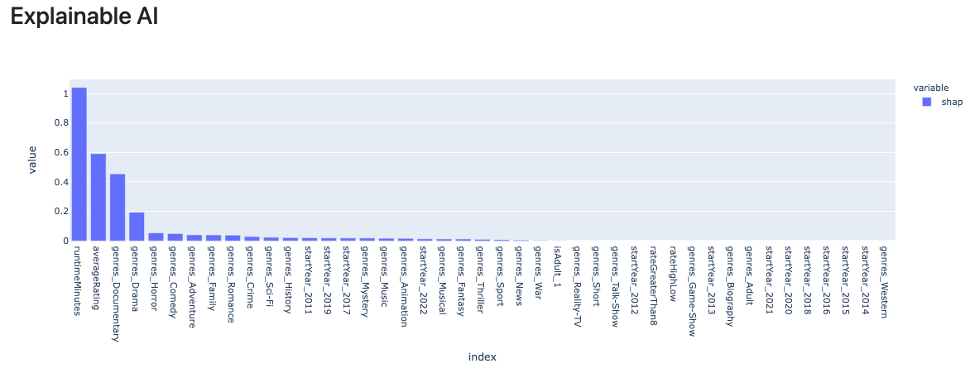 Explainable AI
variable
shap
value
1
0.8
0.6
0.4
0.2
0
runtimeMinutes
averageRating
genres_Documentary
genres_Drama
genres_Horror
genres_Comedy
genres_Adventure
genres_Family
genres_Romance
genres_Crime
genres_Sci-Fi
genres_History
startYear_2011
startYear_2019
startYear_2017
genres_Mystery
genres_Music
genres_Animation
startYear_2022
genres_Musical
genres_Fantasy
genres_Thriller
genres_Sport
genres_News
genres_War
isAdult_1
genres_Reality-TV
genres_Short
genres_Talk-Show
startYear_2012
rateGreaterThan8
rateHighLow
genres_Game-Show
startYear_2013
genres_Biography
genres_Adult
startYear_2021
startYear_2020
startYear_2018
startYear_2016
startYear_2015
startYear_2014
genres_Western
index